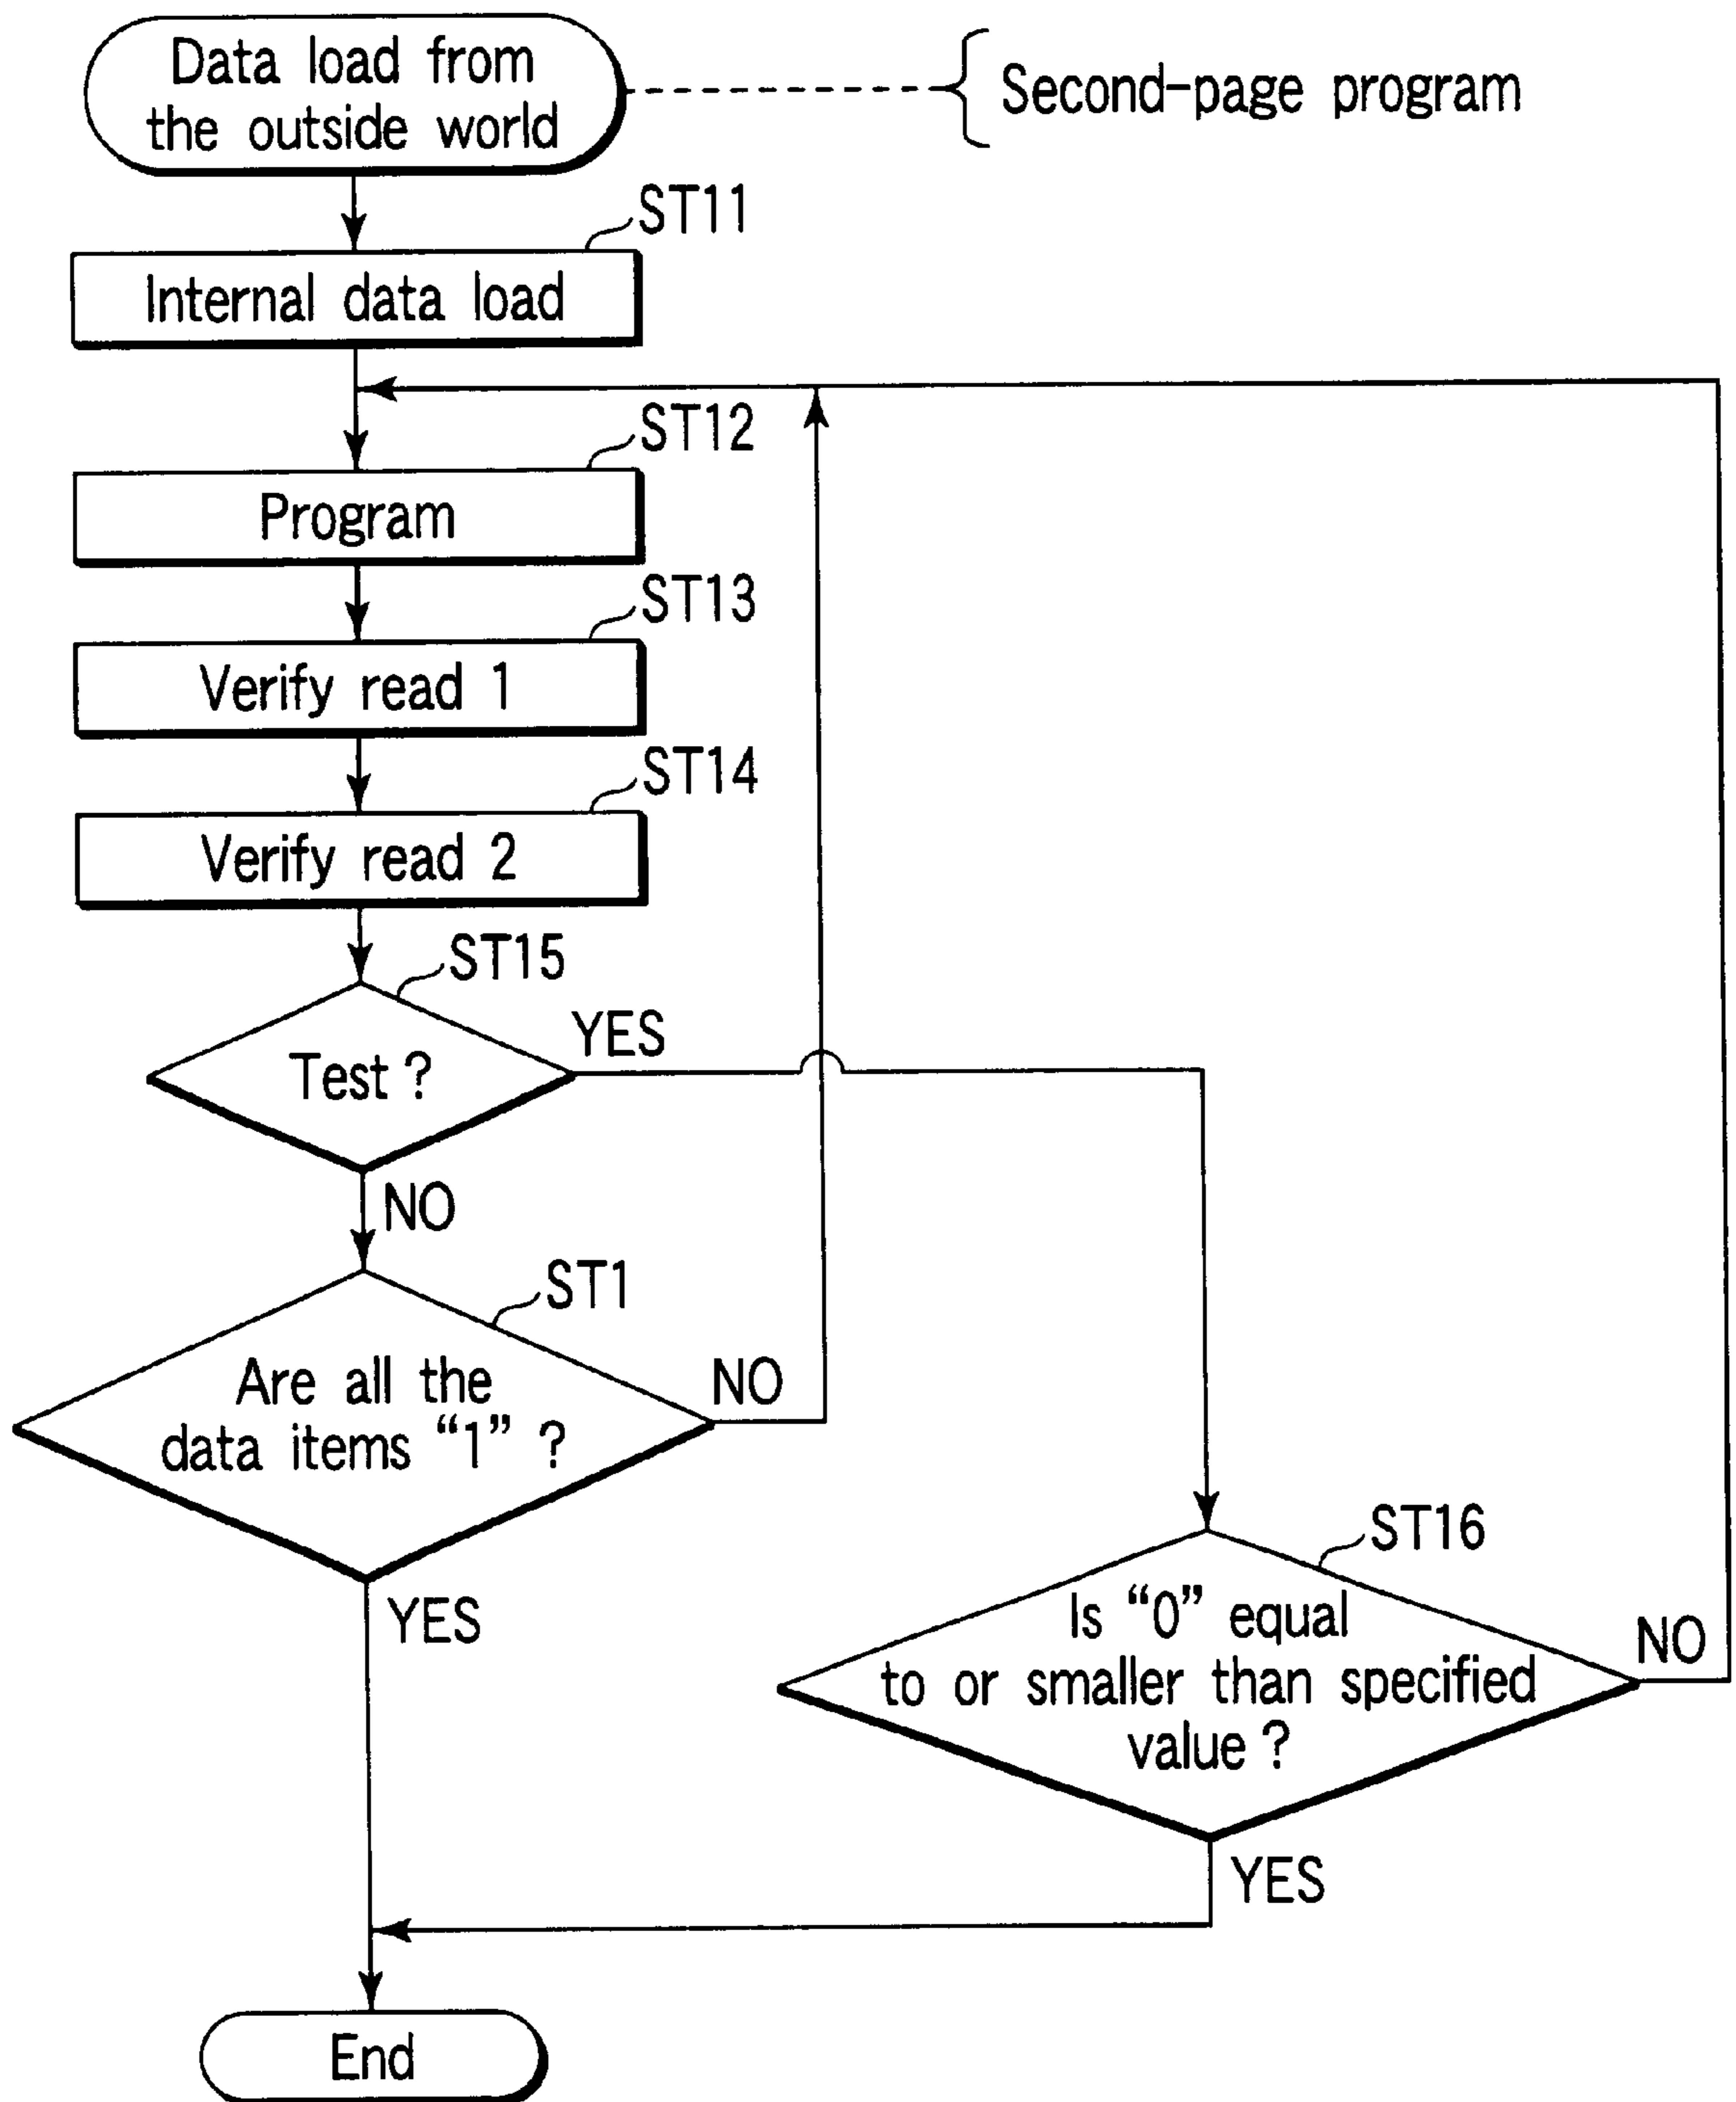 Data load from
the outside world
Second-page program
ST11
Internal data load
ST12
Program
ST13
Verify read 1
ST14
Verify read 2
ST15
Test ?
YES
NO
ST1
Are all the
data items “1” ?
NO
YES
ST16
Is “0” equal
to or smaller than specified
value ?
NO
YES
End